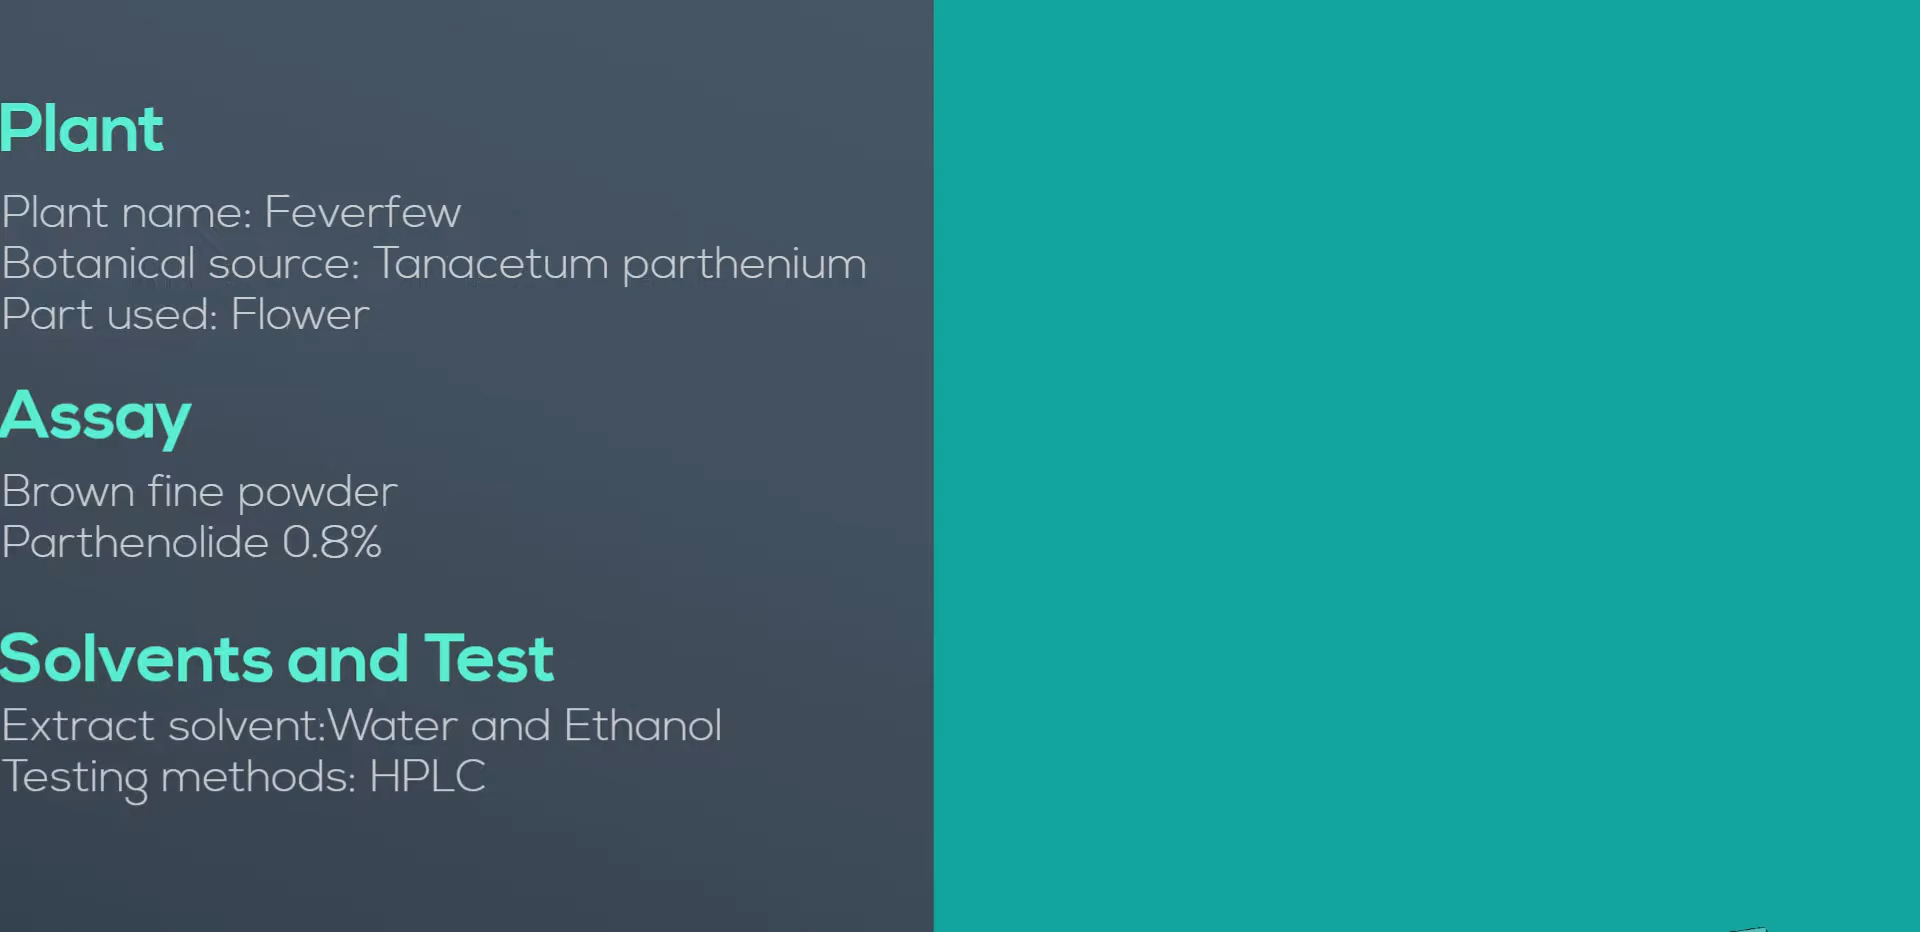 Plant
Plant name: Feverfew
Botanical source: Tanacetum parthenium
Part used: Flower
Assay
Brown fine powder
Parthenolide 0.8%
Solvents and Test
Extract solvent:Water and Ethanol
Testing methods: HPLC